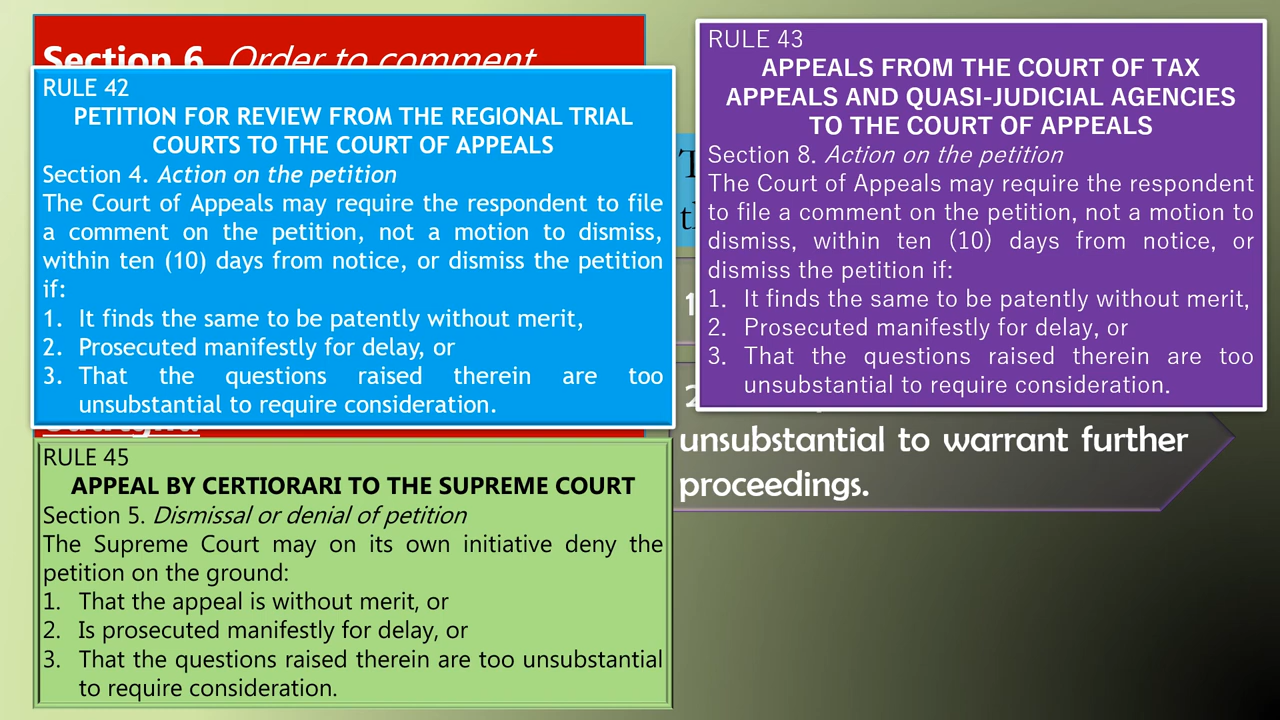 Section 6. Order to comment
RULE 42
PETITION FOR REVIEW FROM THE REGIONAL TRIAL
COURTS TO THE COURT OF APPEALS
Section 4. Action on the petition
The Court of Appeals may require the respondent to file
a comment on the petition, not a motion to dismiss,
within ten (10) days from notice, or dismiss the petition
if:
1. It finds the same to be patently without merit,
2. Prosecuted manifestly for delay, or
3. That the questions raised therein are too
unsubstantial to require consideration.
RULE 45
APPEAL BY CERTIORARI TO THE SUPREME COURT
Section 5. Dismissal or denial of petition
The Supreme Court may on its own initiative deny the
petition on the ground:
1. That the appeal is without merit, or
2. Is prosecuted manifestly for delay, or
3. That the questions raised therein are too unsubstantial
to require consideration.
RULE 43
APPEALS FROM THE COURT OF TAX
APPEALS AND QUASI-JUDICIAL AGENCIES
TO THE COURT OF APPEALS
Section 8. Action on the petition
The Court of Appeals may require the respondent
to file a comment on the petition, not a motion to
dismiss, within ten (10) days from notice, or
dismiss the petition if:
1. It finds the same to be patently without merit,
2. Prosecuted manifestly for delay, or
3. That the questions raised therein are too
unsubstantial to require consideration.
unsubstantial to warrant further
proceedings.